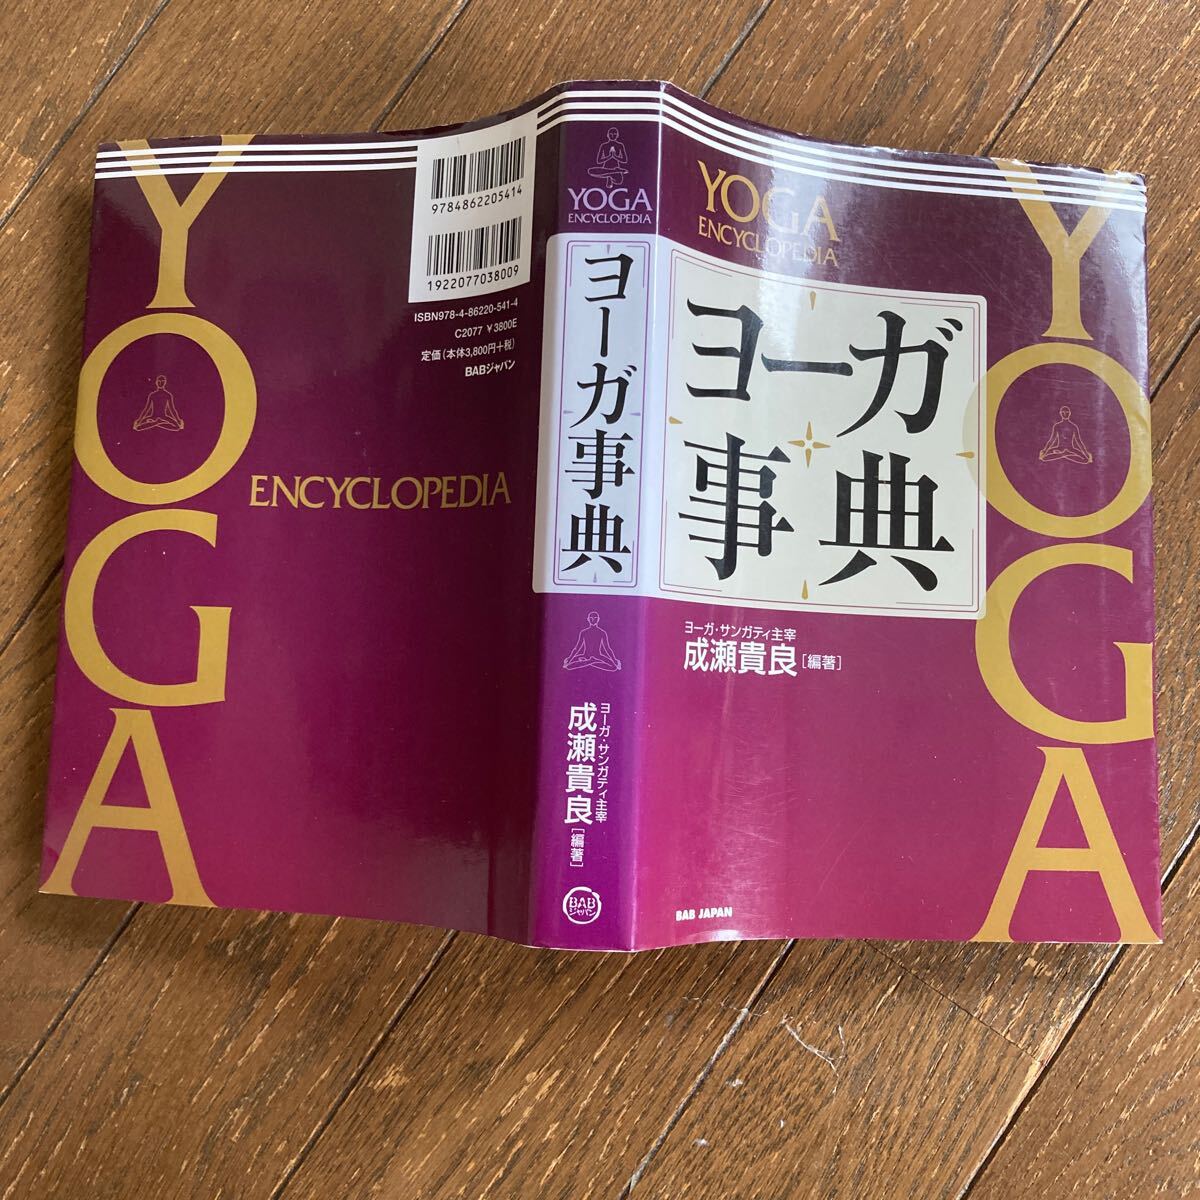 YOGA
ENCYCLOPEDIA
9784862205414
1922077038009
ISBN978-4-86220-541-4
C2077 ¥3800E
定価(本体3,800円+税)
BABジャパン
YOGA
ENCYCLOPEDIA
ヨーガ事典
ヨーガ・サンガティ主宰
成瀬貴良[編著]
BAB
ジャパン
YOGA
ENCYCLOPEDIA
ヨーガ
事典
ヨーガ・サンガティ主宰
成瀬貴良[編著]
BAB JAPAN
YOGA